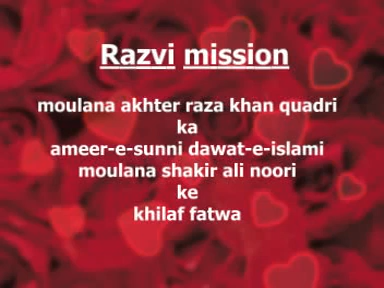 Razvi mission
moulana akhter raza khan quadri
ka
ameer-e-sunni dawat-e-islami
moulana shakir ali noori
ke
khilaf fatwa